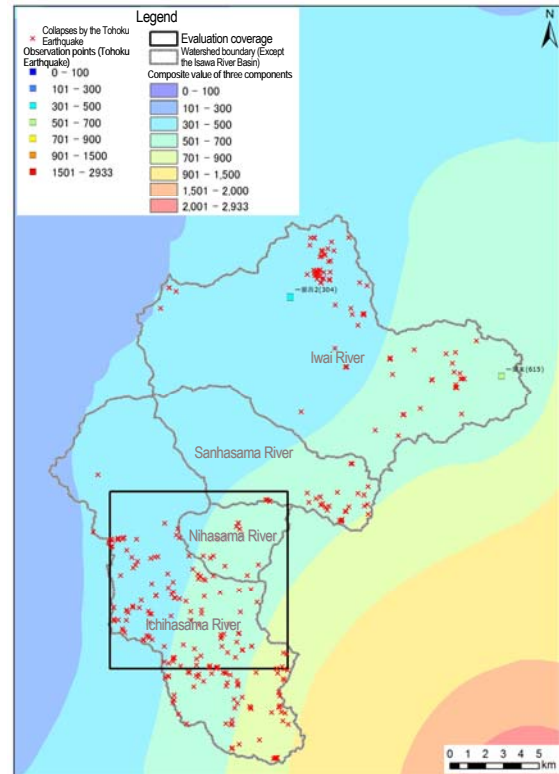 Legend
N
Collapses by the Tohoku
Earthquake
Observation points (Tohoku
Earthquake)
0 - 100
101 - 300
301 - 500
501 - 700
701 - 900
901 - 1500
1501 - 2933
Evaluation coverage
Watershed boundary (Except
the Isawa River Basin)
Composite value of three components
0 - 100
101 - 300
301 - 500
501 - 700
701 - 900
901 - 1,500
1,501 - 2,000
2,001 - 2,933
(304)
Iwai River
(615)
Sanhasama River
Nihasama River
Ichihasama River
0 1 2 3 4 5
km